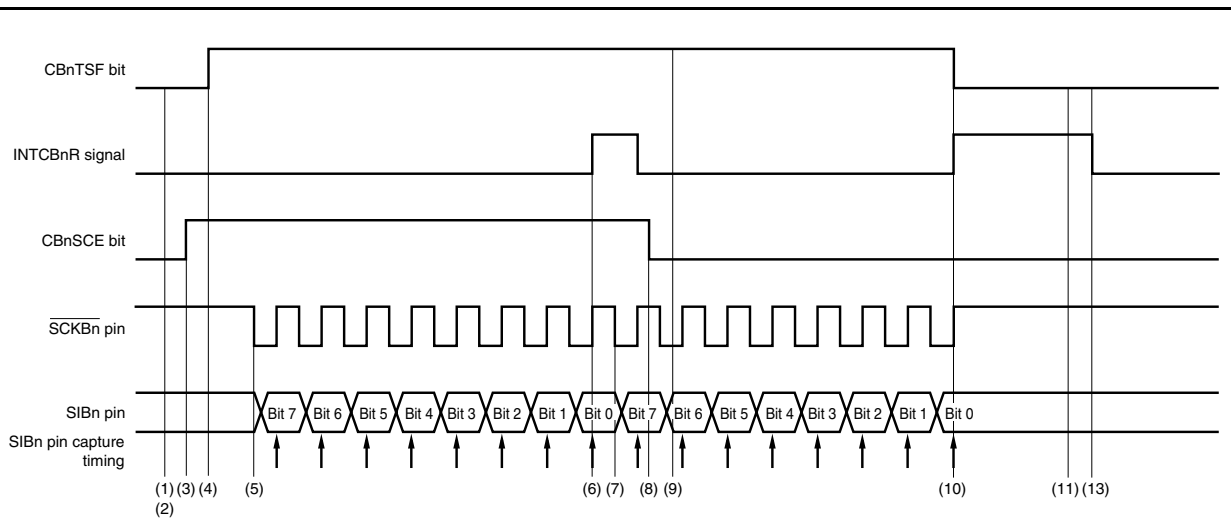 CBnTSF bit
INTCBnR signal
CBnSCE bit
SCKBn pin
SIBn pin
Bit 7 Bit 6 Bit 5 Bit 4 Bit 3 Bit 2 Bit 1 Bit 0 Bit 7 Bit 6 Bit 5 Bit 4 Bit 3 Bit 2 Bit 1 Bit 0
SIBn pin capture
timing
(1) (3) (4) (5) (6) (7) (8) (9) (10) (11) (13)
(2)